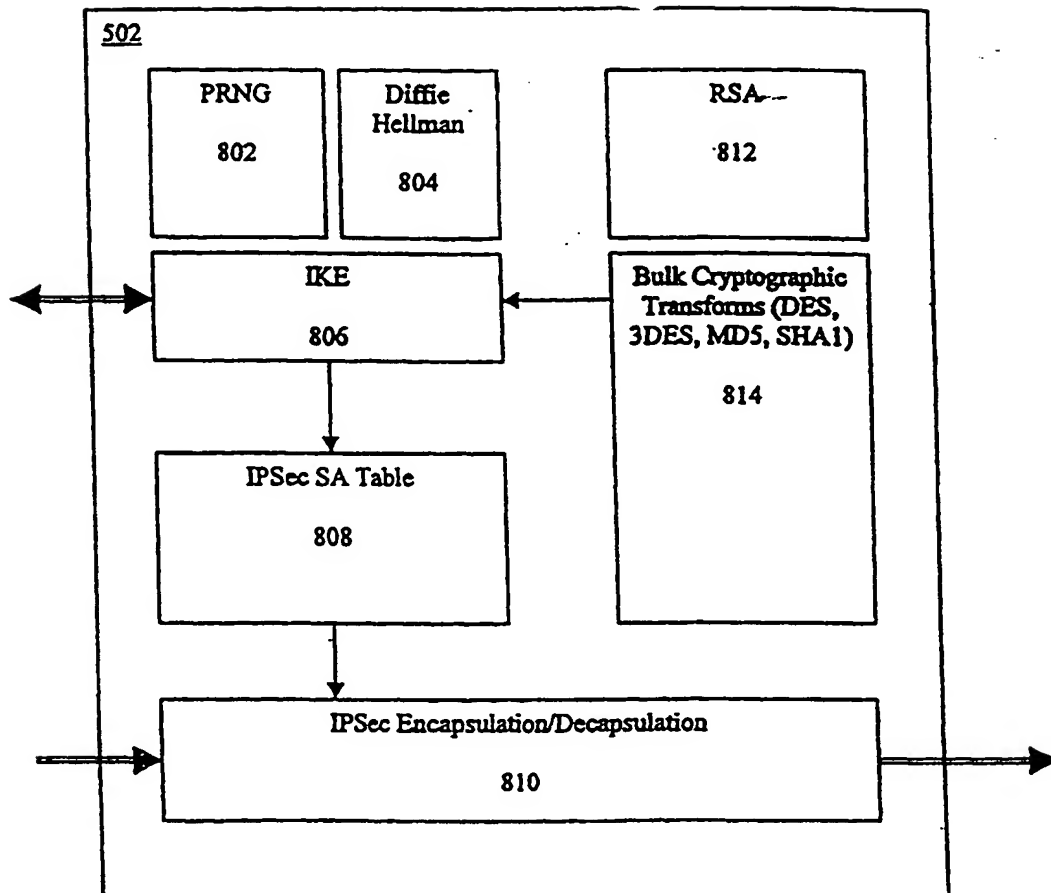 502
PRNG
802
Diffie
Hellman
804
RSA
812
IKE
806
Bulk Cryptographic
Transforms (DES,
3DES, MD5, SHA1)
814
IPSec SA Table
808
IPSec Encapsulation/Decapsulation
810